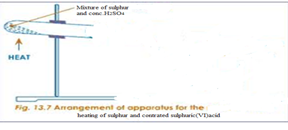 Mixture of sulphur
and conc.H2SO4
HEAT
Fig. 13.7 Arrangement of apparatus for the:
heating of sulphur and contrated sulphuric(VI)acid